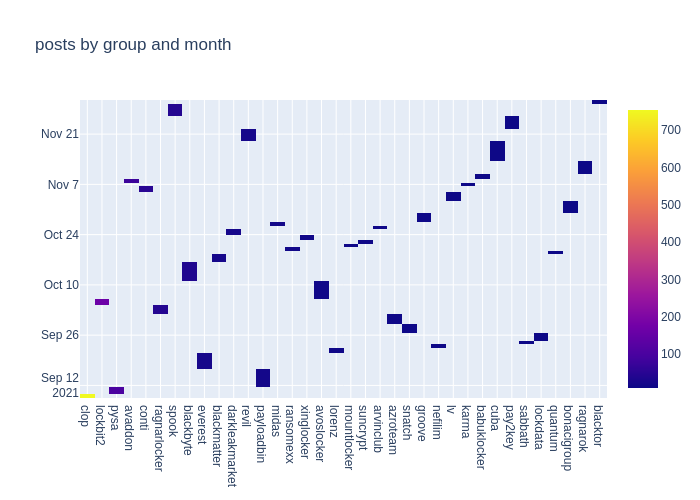 posts by group and month
Nov 21
Nov 7
Oct 24
Oct 10
Sep 26
Sep 12
2021
700
600
500
400
300
200
100
clop
lockbit2
pysa
avaddon
conti
ragnarlocker
spook
blackbyte
everest
blackmatter
darkleakmarket
revil
payloadbin
midas
ransomexx
xinglocker
avoslocker
lorenz
mountlocker
suncrypt
arvinclub
azroteam
snatch
groove
nefilim
lv
karma
babuklocker
cuba
pay2key
sabbath
lockdata
quantum
bonacigroup
ragnarok
blacktor